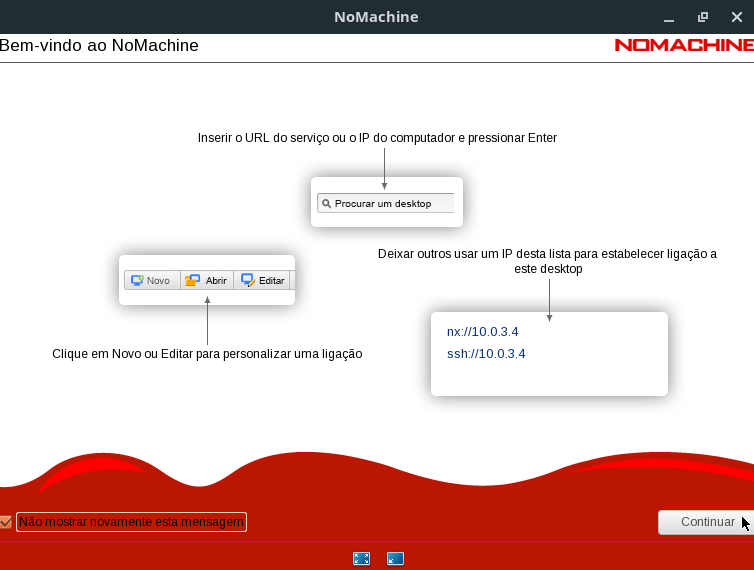 NoMachine
Bem-vindo ao NoMachine
NOMACHINE
Inserir o URL do serviço ou o IP do computador e pressionar Enter
Procurar um desktop
Deixar outros usar um IP desta lista para estabelecer ligação a
este desktop
Novo
Abrir
Editar
nx://10.0.3.4
ssh://10.0.3.4
Clique em Novo ou Editar para personalizar uma ligação
Não mostrar novamente esta mensagem
Continuar